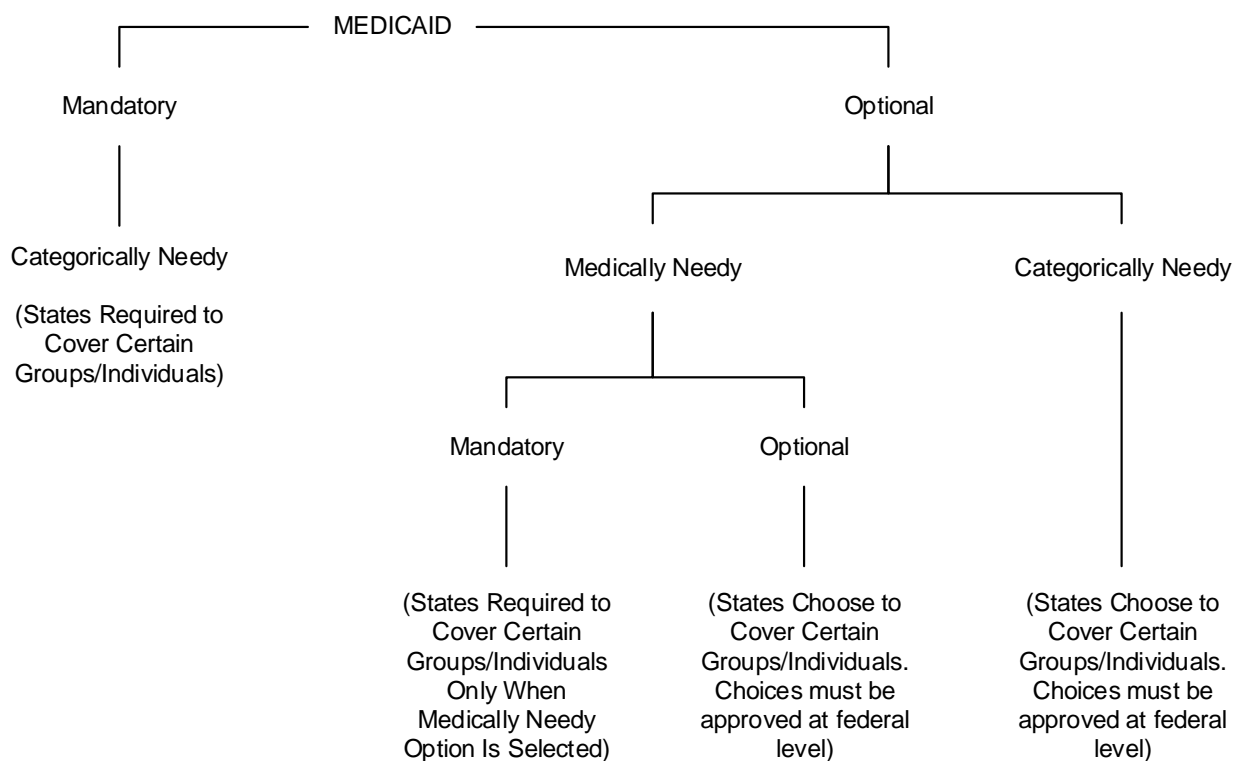 MEDICAID
Mandatory
Optional
Categorically Needy
(States Required to
Cover Certain
Groups/Individuals)
Medically Needy
Categorically Needy
Mandatory
Optional
(States Required to
Cover Certain
Groups/Individuals
Only When
Medically Needy
Option Is Selected)
(States Choose to
Cover Certain
Groups/Individuals.
Choices must be
approved at federal
level)
(States Choose to
Cover Certain
Groups/Individuals.
Choices must be
approved at federal
level)